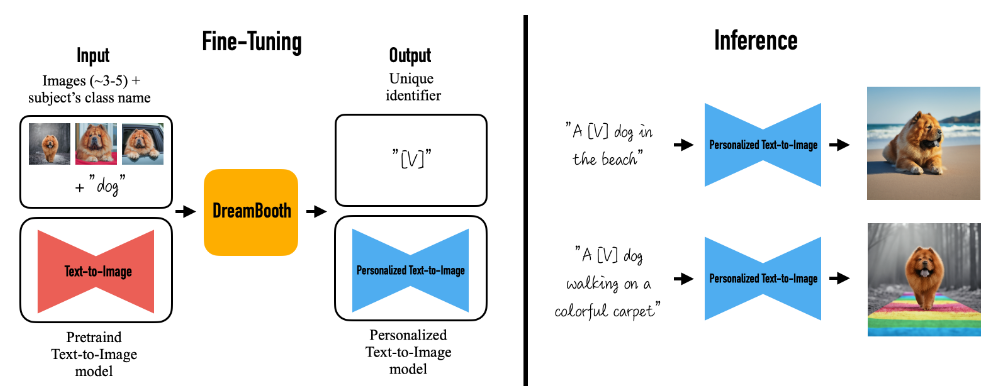 Fine-Tuning
Input
Images (~3-5) +
subject's class name
+ "dog"
Text-to-Image
Pretraind
Text-to-Image
model
DreamBooth
Output
Unique
identifier
"[V]"
Personalized Text-to-Image
Personalized
Text-to-Image
model
Inference
"A [V] dog in
the beach"
Personalized Text-to-Image
"A [V] dog
walking on a
colorful carpet"
Personalized Text-to-Image